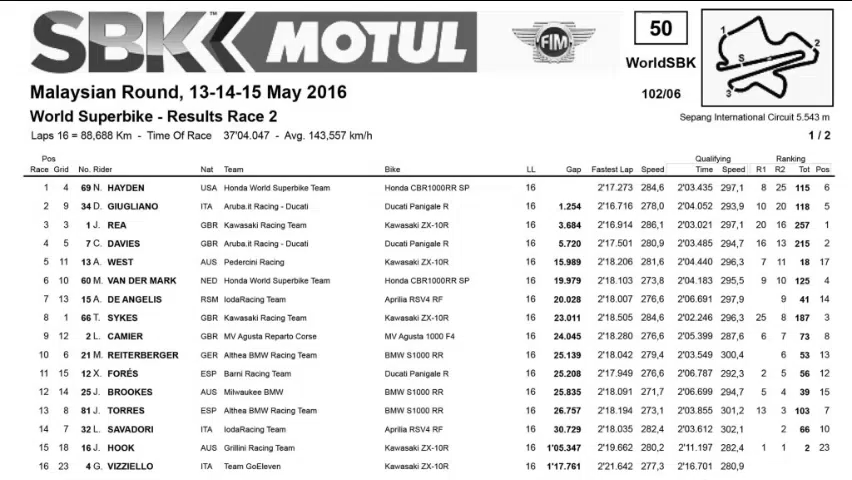 SBK™ MOTUL FIM 50
WorldSBK
102/06
1 2 S 3
Malaysian Round, 13-14-15 May 2016
World Superbike - Results Race 2
Sepang International Circuit 5.543 m
Laps 16 = 88,688 Km - Time Of Race 37'04.047 - Avg. 143,557 km/h 1 / 2
Pos Qualifying Ranking
Race Grid No. Rider Nat Team Bike LL Gap Fastest Lap Speed Time Speed R1 R2 Tot Pos
1 4 69 N. HAYDEN USA Honda World Superbike Team Honda CBR1000RR SP 16 2'17.273 284,6 2'03.435 297,1 8 25 115 6
2 9 34 D. GIUGLIANO ITA Aruba.it Racing - Ducati Ducati Panigale R 16 1.254 2'16.716 278,0 2'04.052 293,9 10 20 118 5
3 3 1 J. REA GBR Kawasaki Racing Team Kawasaki ZX-10R 16 3.684 2'16.914 286,1 2'03.021 297,1 20 16 257 1
4 5 7 C. DAVIES GBR Aruba.it Racing - Ducati Ducati Panigale R 16 5.720 2'17.501 280,9 2'03.485 294,7 16 13 215 2
5 11 13 A. WEST AUS Pedercini Racing Kawasaki ZX-10R 16 15.989 2'18.206 281,6 2'04.440 296,3 7 11 18 17
6 10 60 M. VAN DER MARK NED Honda World Superbike Team Honda CBR1000RR SP 16 19.979 2'18.103 273,8 2'04.183 295,5 9 10 125 4
7 13 15 A. DE ANGELIS RSM IodaRacing Team Aprilia RSV4 RF 16 20.028 2'18.007 276,6 2'06.691 297,9 9 41 14
8 1 66 T. SYKES GBR Kawasaki Racing Team Kawasaki ZX-10R 16 23.011 2'18.505 284,6 2'02.246 296,3 25 8 187 3
9 12 2 L. CAMIER GBR MV Agusta Reparto Corse MV Agusta 1000 F4 16 24.045 2'18.280 276,6 2'05.399 287,6 6 7 73 8
10 6 21 M. REITERBERGER GER Althea BMW Racing Team BMW S1000 RR 16 25.139 2'18.042 279,4 2'03.549 300,4 6 53 13
11 15 12 X. FORÉS ESP Barni Racing Team Ducati Panigale R 16 25.208 2'17.949 276,6 2'06.787 292,3 2 5 56 12
12 14 25 J. BROOKES AUS Milwaukee BMW BMW S1000 RR 16 25.835 2'18.091 271,7 2'06.699 294,7 5 4 39 15
13 8 81 J. TORRES ESP Althea BMW Racing Team BMW S1000 RR 16 26.757 2'18.194 273,1 2'03.855 301,2 13 3 103 7
14 7 32 L. SAVADORI ITA IodaRacing Team Aprilia RSV4 RF 16 30.729 2'18.035 282,4 2'03.612 302,1 2 66 10
15 18 16 J. HOOK AUS Grillini Racing Team Kawasaki ZX-10R 16 1'05.347 2'19.662 280,2 2'11.197 282,4 1 1 2 23
16 23 4 G. VIZZIELLO ITA Team GoEleven Kawasaki ZX-10R 16 1'17.761 2'21.642 277,3 2'16.701 280,9